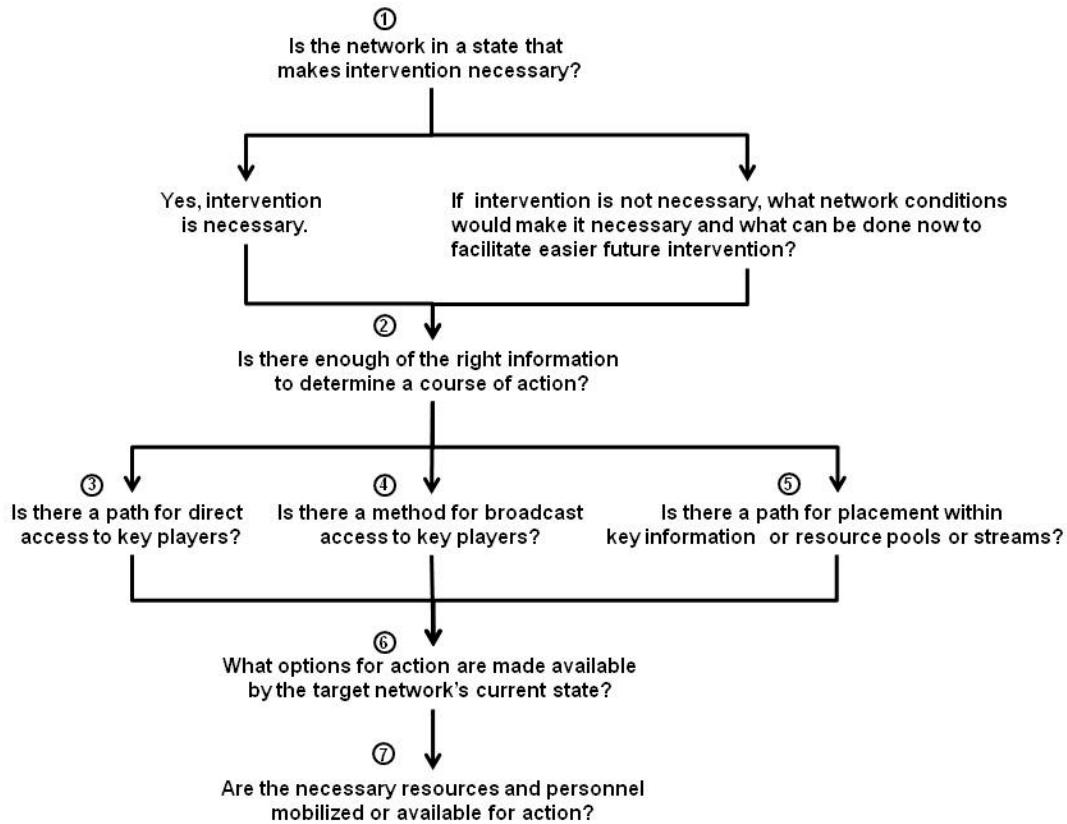 ①
Is the network in a state that
makes intervention necessary?
Yes, intervention
is necessary.
If intervention is not necessary, what network conditions
would make it necessary and what can be done now to
facilitate easier future intervention?
②
Is there enough of the right information
to determine a course of action?
③
Is there a path for direct
access to key players?
④
Is there a method for broadcast
access to key players?
⑤
Is there a path for placement within
key information or resource pools or streams?
⑥
What options for action are made available
by the target network's current state?
⑦
Are the necessary resources and personnel
mobilized or available for action?